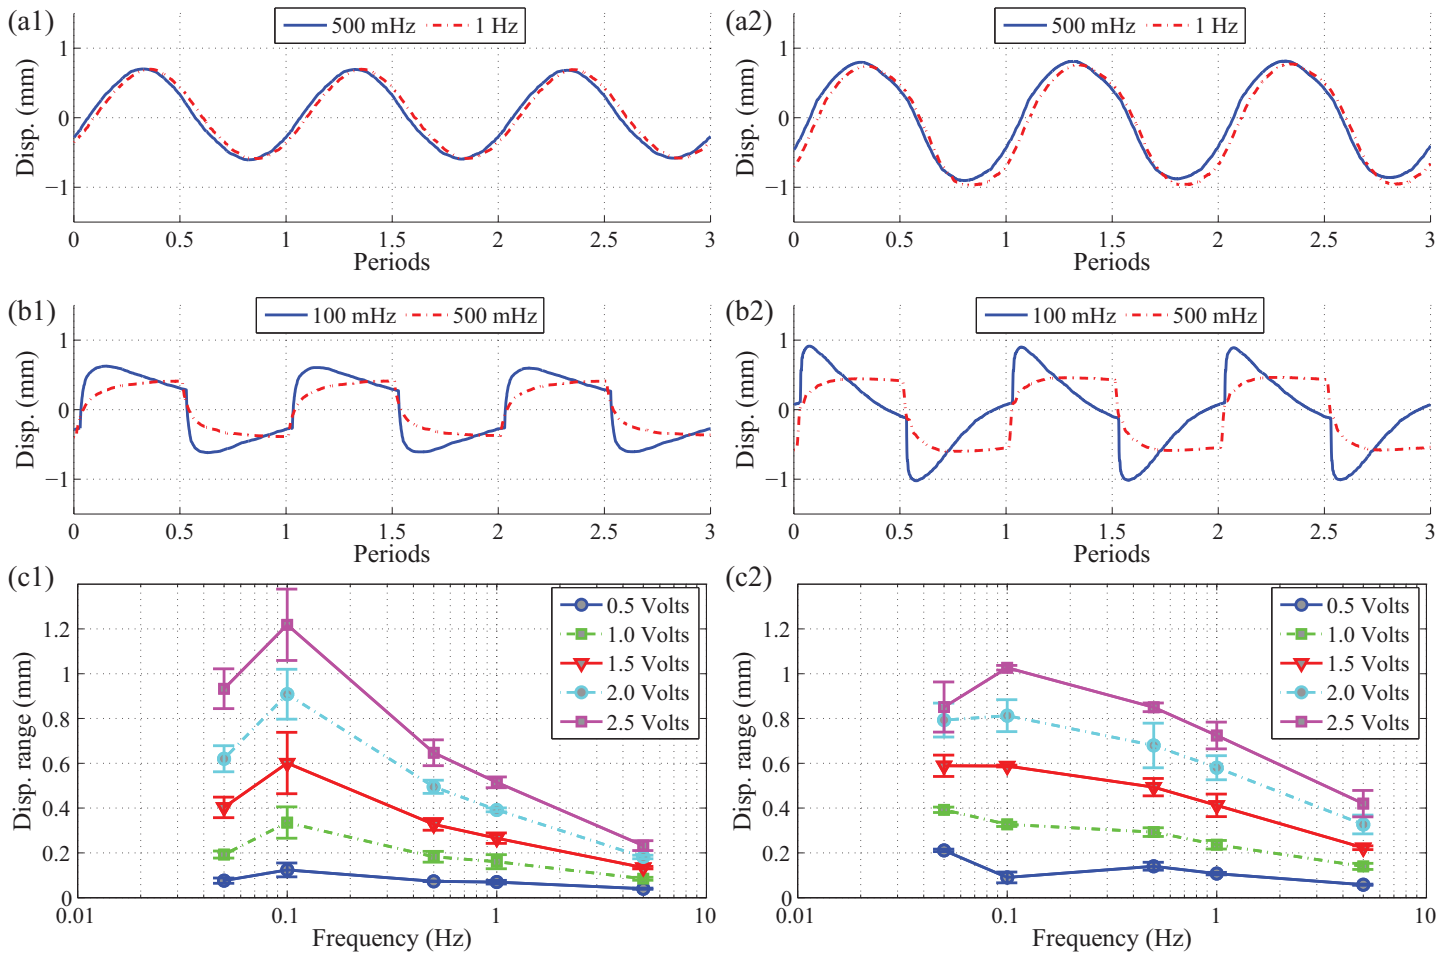 (a1)
500 mHz 1 Hz
Disp. (mm)
1
0
−1
0 0.5 1 1.5 2 2.5 3
Periods
(a2)
500 mHz 1 Hz
Disp. (mm)
1
0
−1
0 0.5 1 1.5 2 2.5 3
Periods
(b1)
100 mHz 500 mHz
Disp. (mm)
1
0
−1
0 0.5 1 1.5 2 2.5 3
Periods
(b2)
100 mHz 500 mHz
Disp. (mm)
1
0
−1
0 0.5 1 1.5 2 2.5 3
Periods
(c1)
0.5 Volts
1.0 Volts
1.5 Volts
2.0 Volts
2.5 Volts
Disp. range (mm)
1.2
1
0.8
0.6
0.4
0.2
0
0.01 0.1 1 10
Frequency (Hz)
(c2)
0.5 Volts
1.0 Volts
1.5 Volts
2.0 Volts
2.5 Volts
Disp. range (mm)
1.2
1
0.8
0.6
0.4
0.2
0
0.01 0.1 1 10
Frequency (Hz)